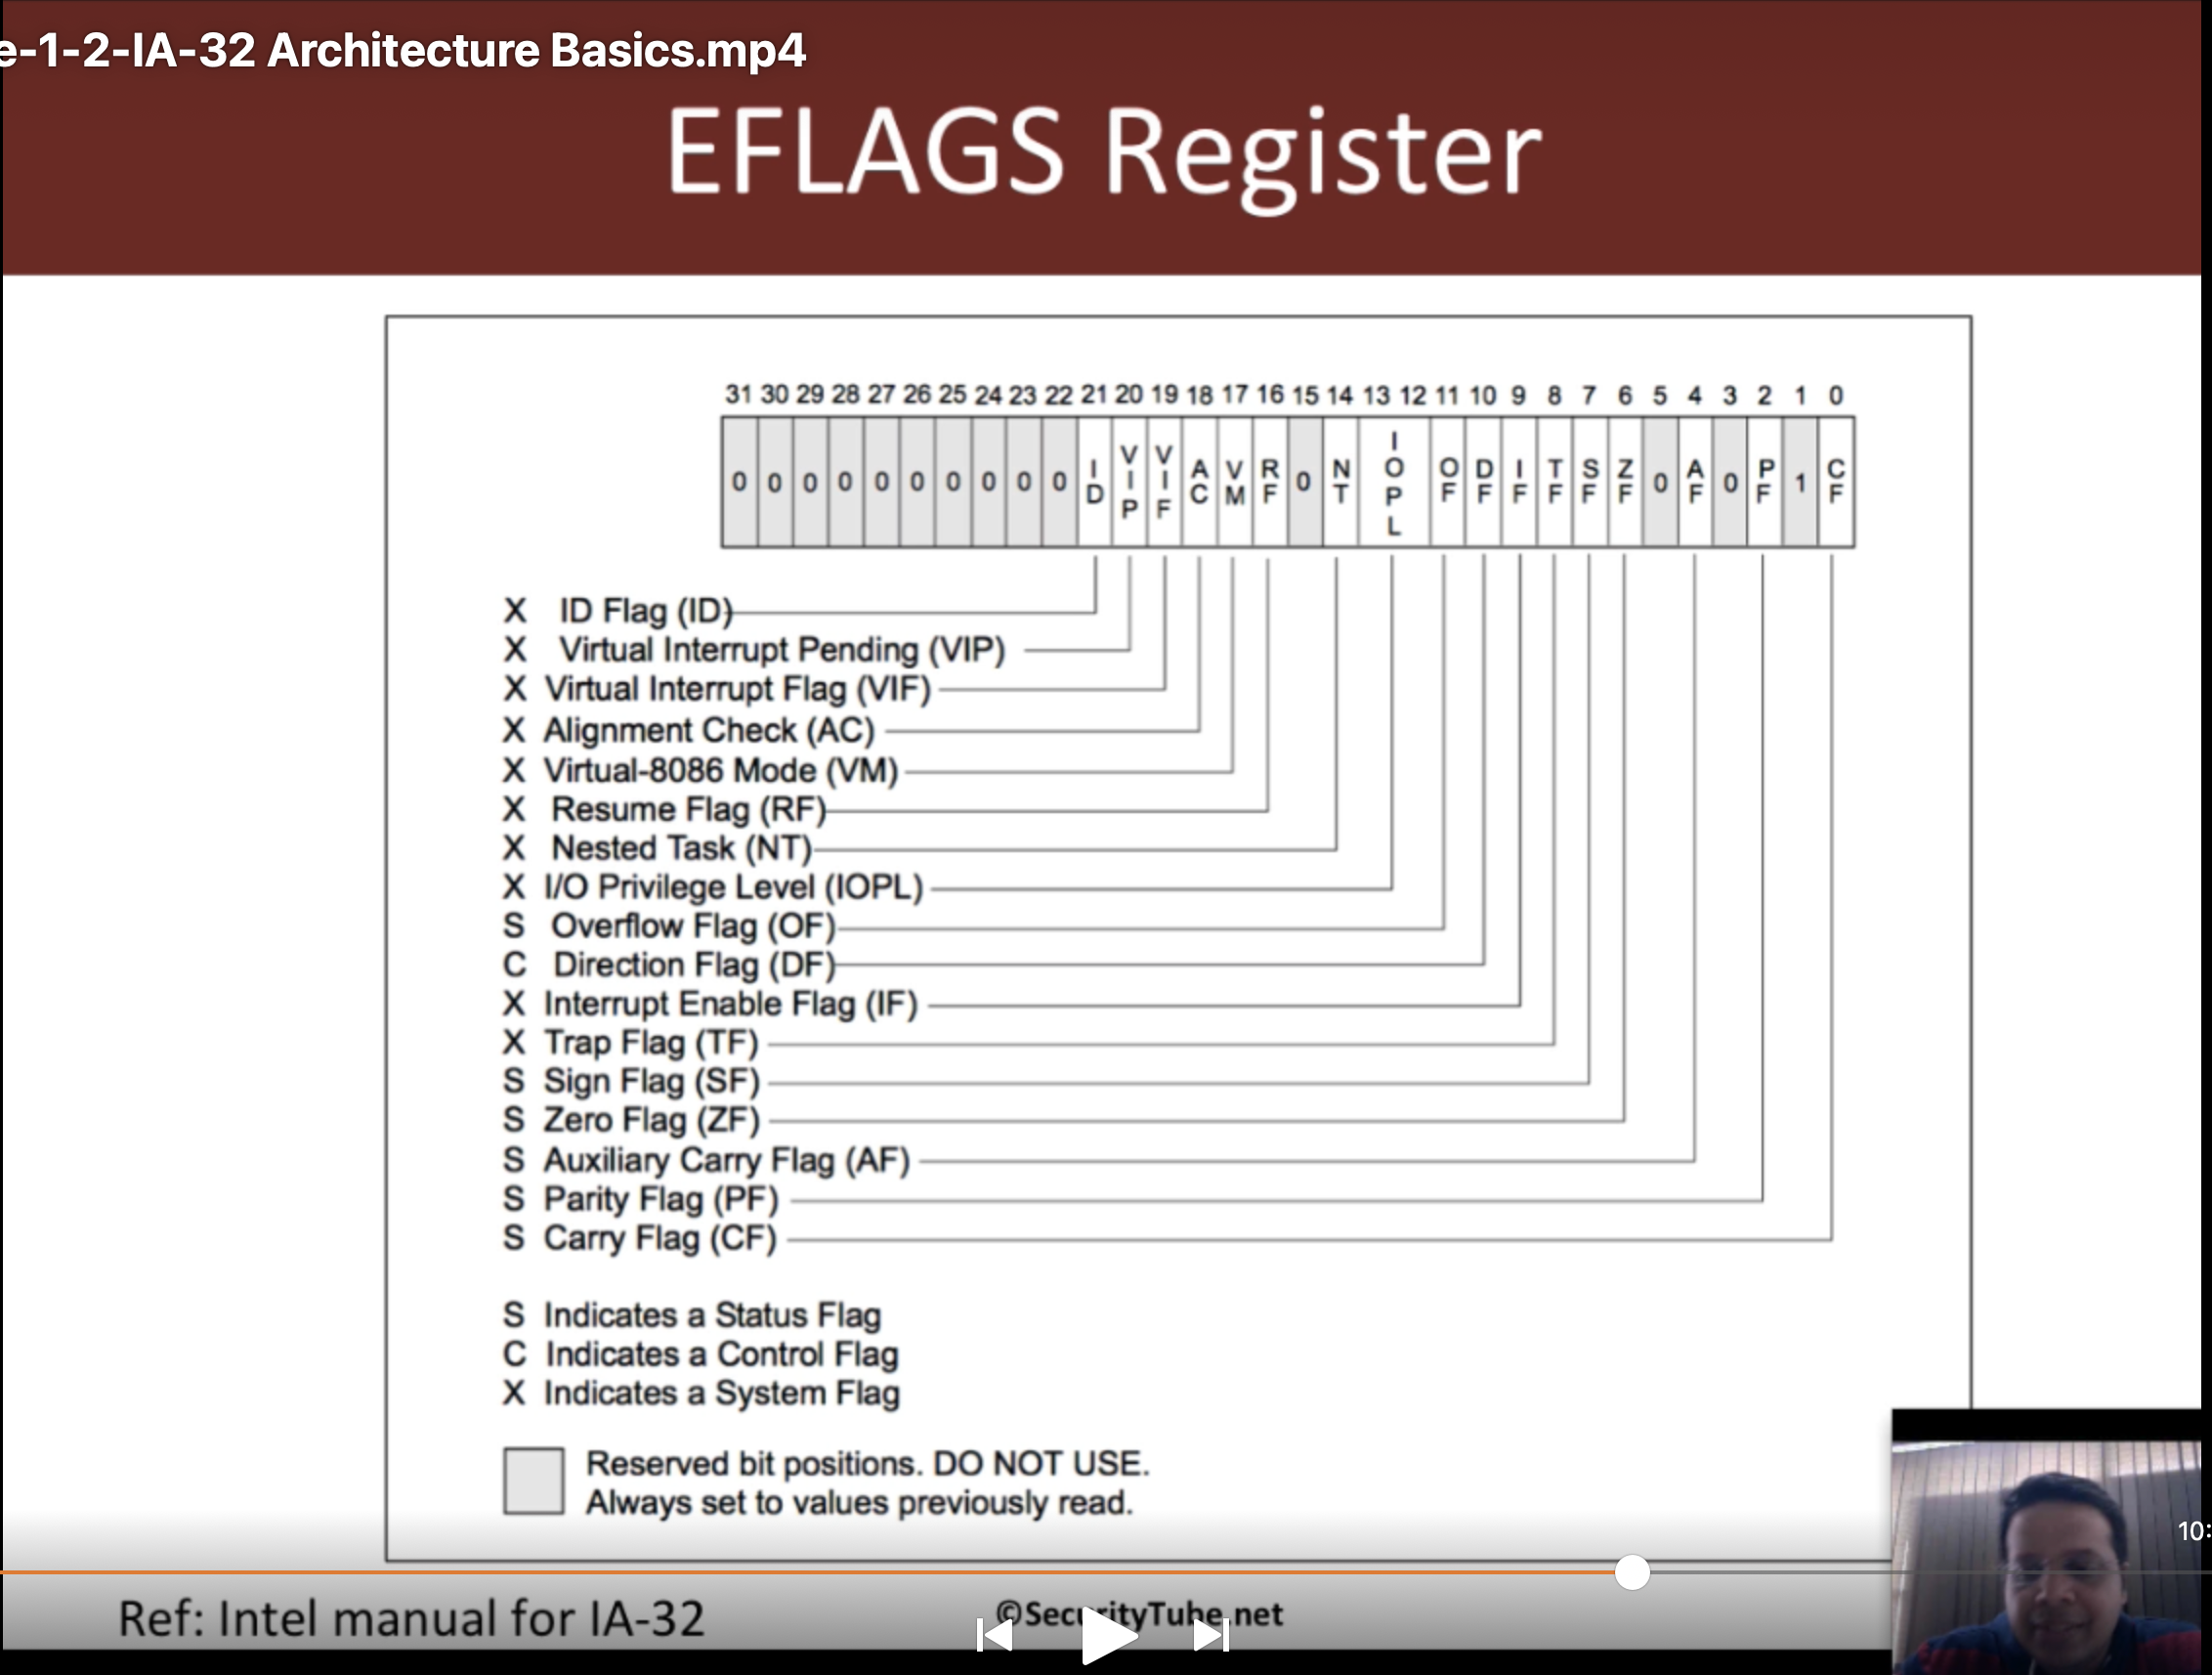 e-1-2-IA-32 Architecture Basics.mp4
EFLAGS Register
31 30 29 28 27 26 25 24 23 22 21 20 19 18 17 16 15 14 13 12 11 10 9 8 7 6 5 4 3 2 1 0
0 0 0 0 0 0 0 0 0 0 ID VIP VIF AC VM RF 0 NT IOPL OF DF IF TF SF ZF 0 AF 0 PF 1 CF
X ID Flag (ID)
X Virtual Interrupt Pending (VIP)
X Virtual Interrupt Flag (VIF)
X Alignment Check (AC)
X Virtual-8086 Mode (VM)
X Resume Flag (RF)
X Nested Task (NT)
X I/O Privilege Level (IOPL)
S Overflow Flag (OF)
C Direction Flag (DF)
X Interrupt Enable Flag (IF)
X Trap Flag (TF)
S Sign Flag (SF)
S Zero Flag (ZF)
S Auxiliary Carry Flag (AF)
S Parity Flag (PF)
S Carry Flag (CF)
S Indicates a Status Flag
C Indicates a Control Flag
X Indicates a System Flag
Reserved bit positions. DO NOT USE.
Always set to values previously read.
10:
Ref: Intel manual for IA-32
©SecurityTube.net